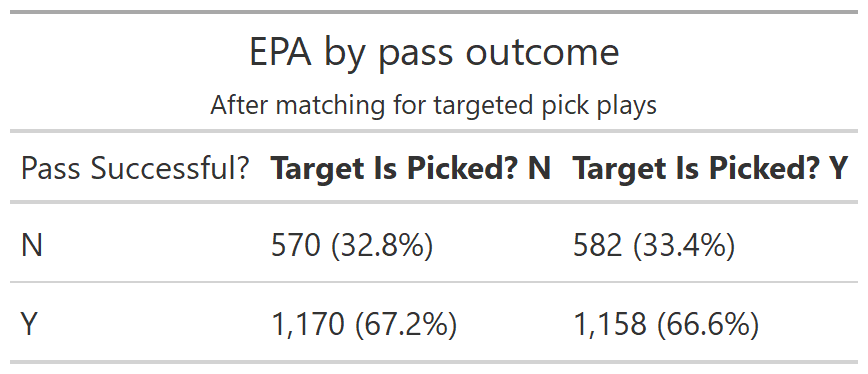 EPA by pass outcome
After matching for targeted pick plays
Pass Successful? Target Is Picked? N Target Is Picked? Y
N 570 (32.8%) 582 (33.4%)
Y 1,170 (67.2%) 1,158 (66.6%)